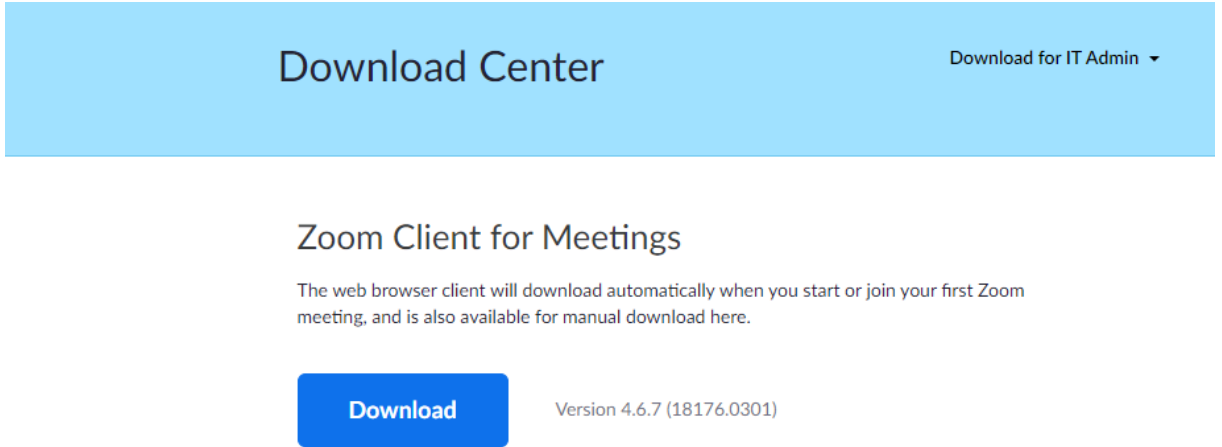 Download Center
Download for IT Admin
Zoom Client for Meetings
The web browser client will download automatically when you start or join your first Zoom
meeting, and is also available for manual download here.
Download
Version 4.6.7 (18176.0301)